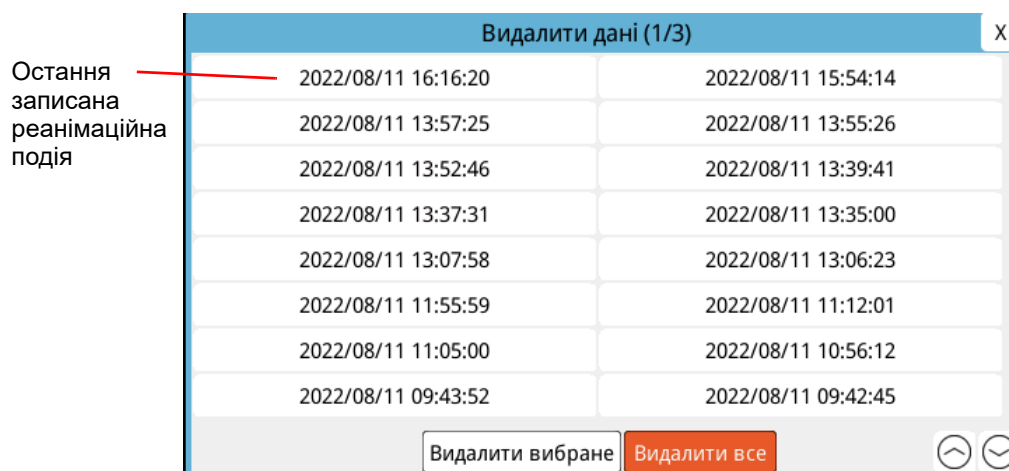 Видалити дані (1/3)
X
Остання
записана
реанімаційна
подія
2022/08/11 16:16:20 2022/08/11 15:54:14
2022/08/11 13:57:25 2022/08/11 13:55:26
2022/08/11 13:52:46 2022/08/11 13:39:41
2022/08/11 13:37:31 2022/08/11 13:35:00
2022/08/11 13:07:58 2022/08/11 13:06:23
2022/08/11 11:55:59 2022/08/11 11:12:01
2022/08/11 11:05:00 2022/08/11 10:56:12
2022/08/11 09:43:52 2022/08/11 09:42:45
Видалити вибране Видалити все